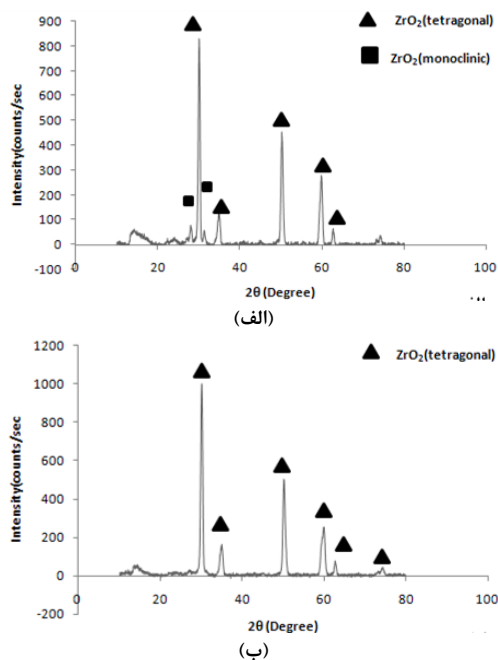 900
800
700
600
500
400
300
200
100
0
-100
Intensity(counts/sec
ZrO2(tetragonal)
ZrO2(monoclinic)
0 20 40 60 80 100
2θ (Degree)
(الف)
1200
1000
800
600
400
200
0
-200
Intensity(counts/sec)
ZrO2(tetragonal)
0 20 40 60 80 100
2θ (Degree)
(ب)